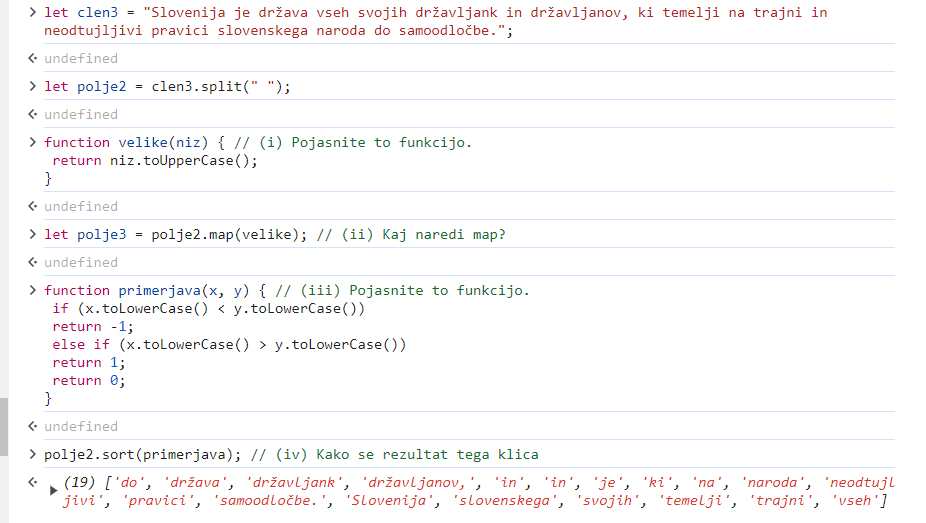 > let clen3 = "Slovenija je država vseh svojih državljank in državljanov, ki temelji na trajni in
neodtujljivi pravici slovenskega naroda do samoodločbe.";
undefined
> let polje2 = clen3.split(" ");
undefined
> function velike(niz) { // (i) Pojasnite to funkcijo.
return niz.toUpperCase();
}
undefined
> let polje3 = polje2.map(velike); // (ii) Kaj naredi map?
undefined
> function primerjava(x, y) { // (iii) Pojasnite to funkcijo.
if (x.toLowerCase() < y.toLowerCase())
return -1;
else if (x.toLowerCase() > y.toLowerCase())
return 1;
return 0;
}
undefined
> polje2.sort(primerjava); // (iv) Kako se rezultat tega klica
(19) ['do', 'država', 'državljank', 'državljanov,', 'in', 'in', 'je', 'ki', 'na', 'naroda', 'neodtujl
jivi', 'pravici', 'samoodločbe.', 'Slovenija', 'slovenskega', 'svojih', 'temelji', 'trajni', 'vseh']